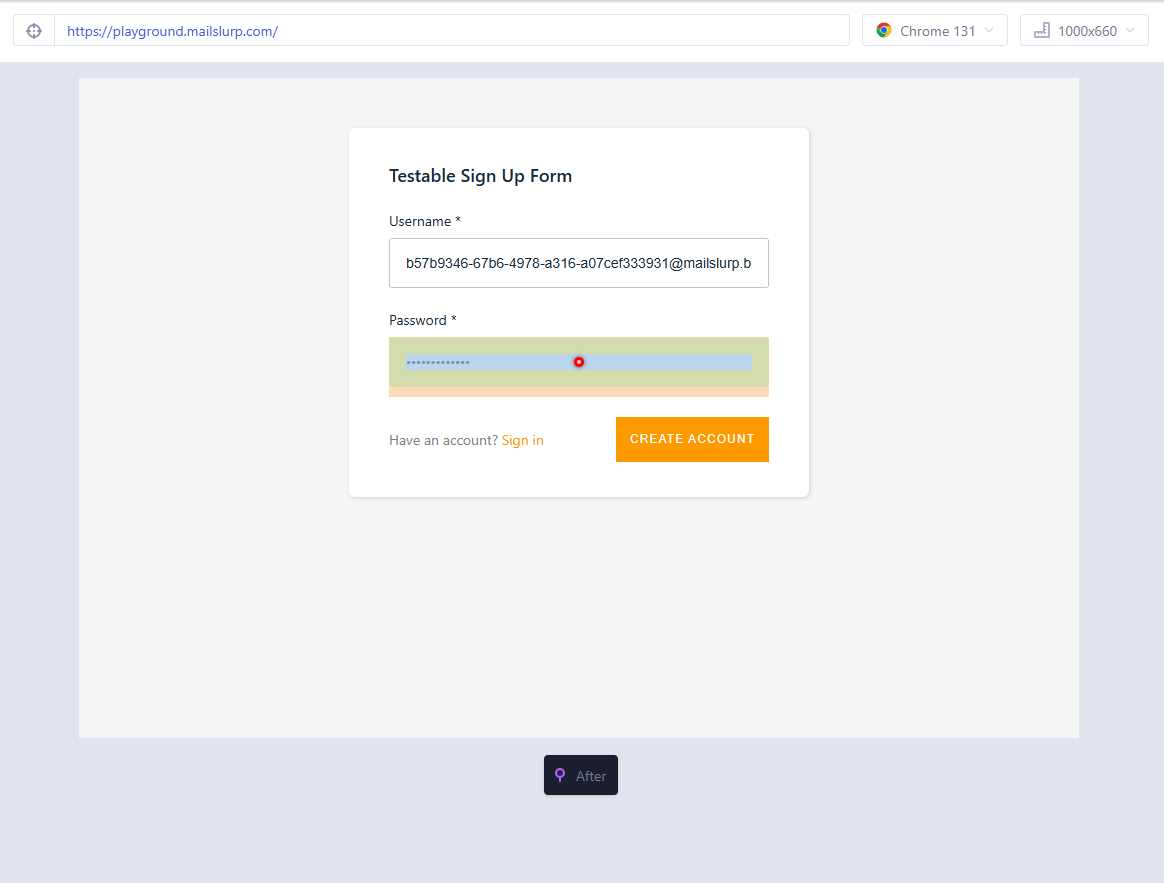 https://playground.mailslurp.com/
Chrome 131
1000x660
Testable Sign Up Form
Username *
b57b9346-67b6-4978-a316-a07cef333931@mailslurp.b
Password *
•••••••••••••
Have an account? Sign in
CREATE ACCOUNT
After